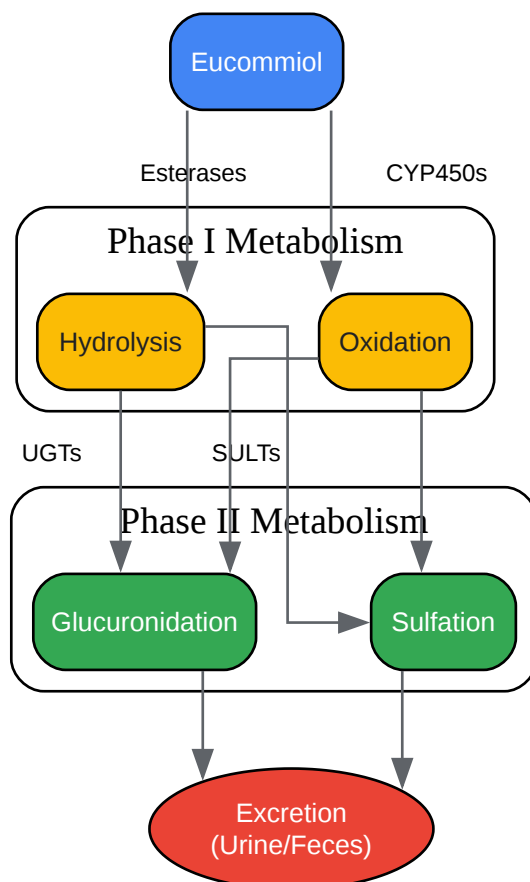 Eucommiol
Esterases
CYP450s
Phase I Metabolism
Hydrolysis
Oxidation
UGTs
SULTs
Phase II Metabolism
Glucuronidation
Sulfation
Excretion
(Urine/Feces)